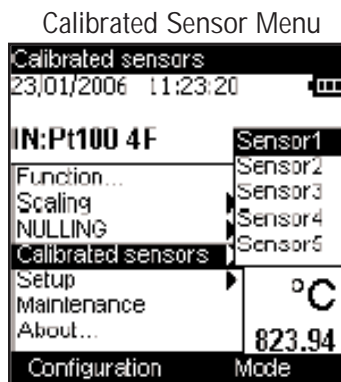 Calibrated Sensor Menu
Calibrated sensors
23/01/2006 11:23:20
IN:Pt100 4F
Sensor1
Sensor2
Sensor3
Sensor4
Sensor5
Function...
Scaling
NULLING
Calibrated sensors
Setup
Maintenance
About...
°C
823.94
Configuration Mode